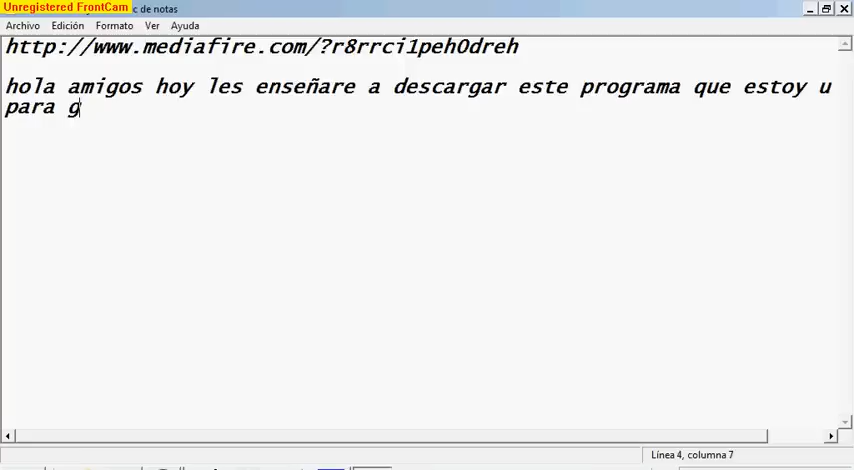 Unregistered FrontCam
c de notas
Archivo Edición Formato Ver Ayuda
http://www.mediafire.com/?r8rrci1peh0dreh
hola amigos hoy les enseñare a descargar este programa que estoy u
para g
Línea 4, columna 7